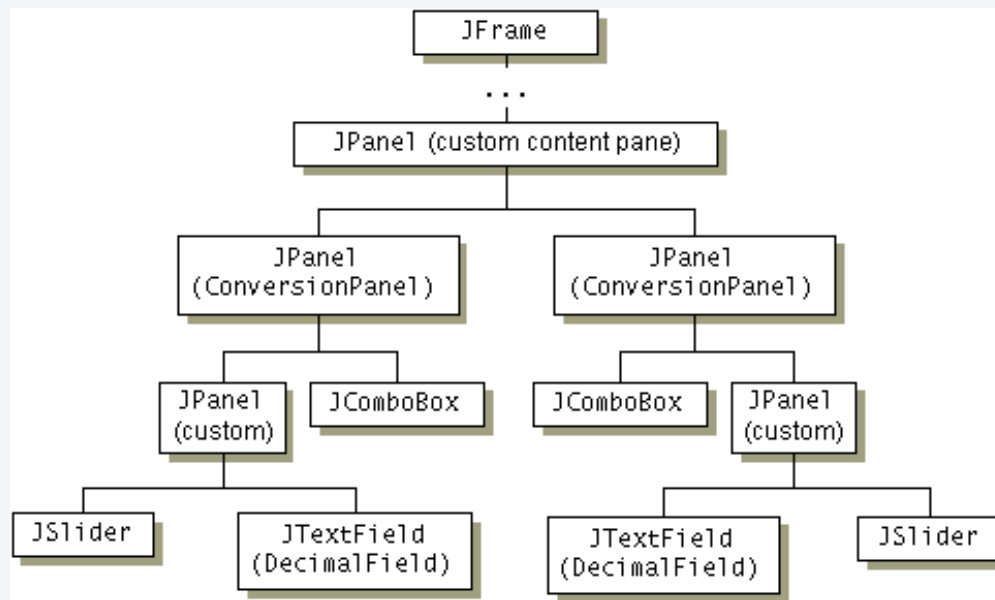 JFrame
...
JPanel (custom content pane)
JPanel
(ConversionPanel)
JPanel
(ConversionPanel)
JPanel
(custom)
JComboBox
JComboBox
JPanel
(custom)
JSlider
JTextField
(DecimalField)
JTextField
(DecimalField)
JSlider